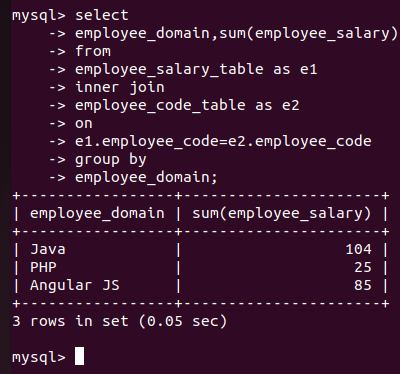 mysql> select
    -> employee_domain,sum(employee_salary)
    -> from
    -> employee_salary_table as e1
    -> inner join
    -> employee_code_table as e2
    -> on
    -> e1.employee_code=e2.employee_code
    -> group by
    -> employee_domain;
+-----------------+----------------------+
| employee_domain | sum(employee_salary) |
+-----------------+----------------------+
| Java            |                  104 |
| PHP             |                   25 |
| Angular JS      |                   85 |
+-----------------+----------------------+
3 rows in set (0.05 sec)

mysql>